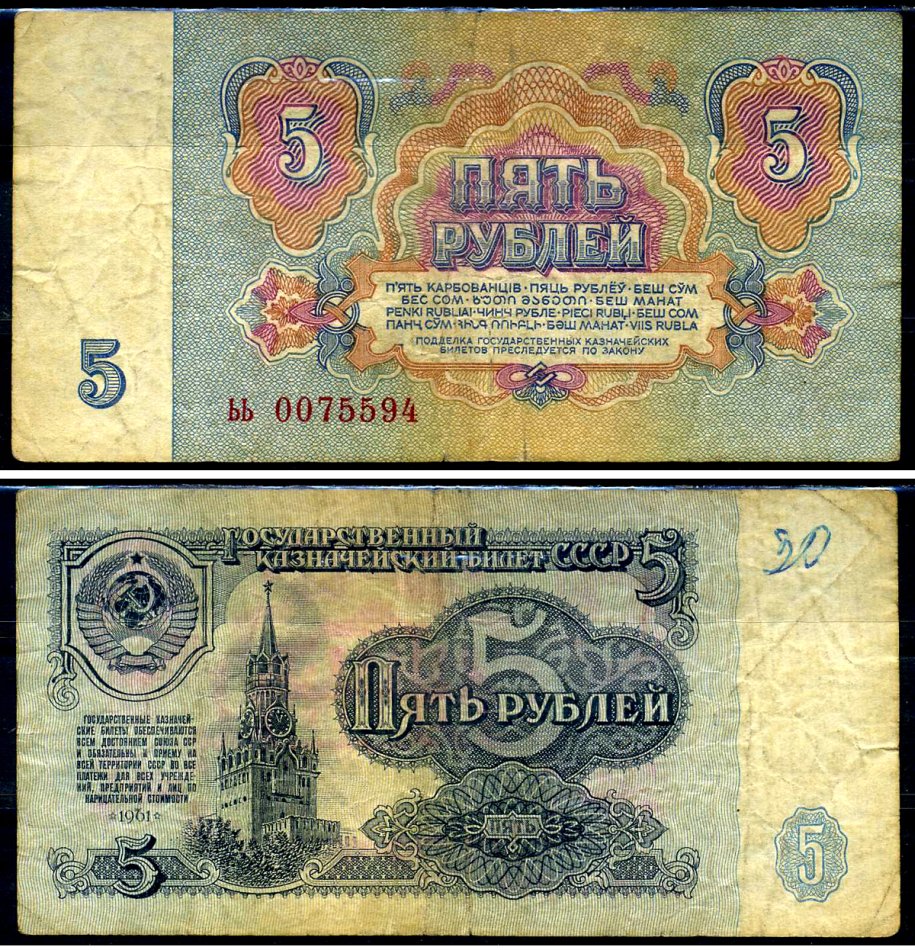 5
5
ПЯТЬ
РУБЛЕЙ
П'ЯТЬ КАРБОВАНЦІВ·ПЯЦЬ РУБЛЁЎ·БЕШ СЎМ
БЕС СОМ·ᲮᲣᲗᲘ ᲛᲐᲜᲔᲗᲘ·БЕШ МАНАТ
PENKI RUBLIAI·ЧИНЧ РУБЛЕ·PIECI RUBĻI·БЕШ СОМ
ПАНҶ СЎМ·ՀԻՆԳ ՌՈՒԲԼԻ·БӘШ МАНАТ·VIIS RUBLA
ПОДДЕЛКА ГОСУДАРСТВЕННЫХ КАЗНАЧЕЙСКИХ
БИЛЕТОВ ПРЕСЛЕДУЕТСЯ ПО ЗАКОНУ
5
ЬЬ 0075594
ГОСУДАРСТВЕННЫЙ
КАЗНАЧЕЙСКИЙ БИЛЕТ СССР
5
20
5
ПЯТЬ РУБЛЕЙ
ГОСУДАРСТВЕННЫЕ КАЗНАЧЕЙ-
СКИЕ БИЛЕТЫ ОБЕСПЕЧИВАЮТСЯ
ВСЕМ ДОСТОЯНИЕМ СОЮЗА ССР
И ОБЯЗАТЕЛЬНЫ К ПРИЕМУ НА
ВСЕЙ ТЕРРИТОРИИ СССР ВО ВСЕ
ПЛАТЕЖИ ДЛЯ ВСЕХ УЧРЕЖДЕ-
НИЙ, ПРЕДПРИЯТИЙ И ЛИЦ ПО
НАРИЦАТЕЛЬНОЙ СТОИМОСТИ
☆1961☆
ПЯТЬ
5
5